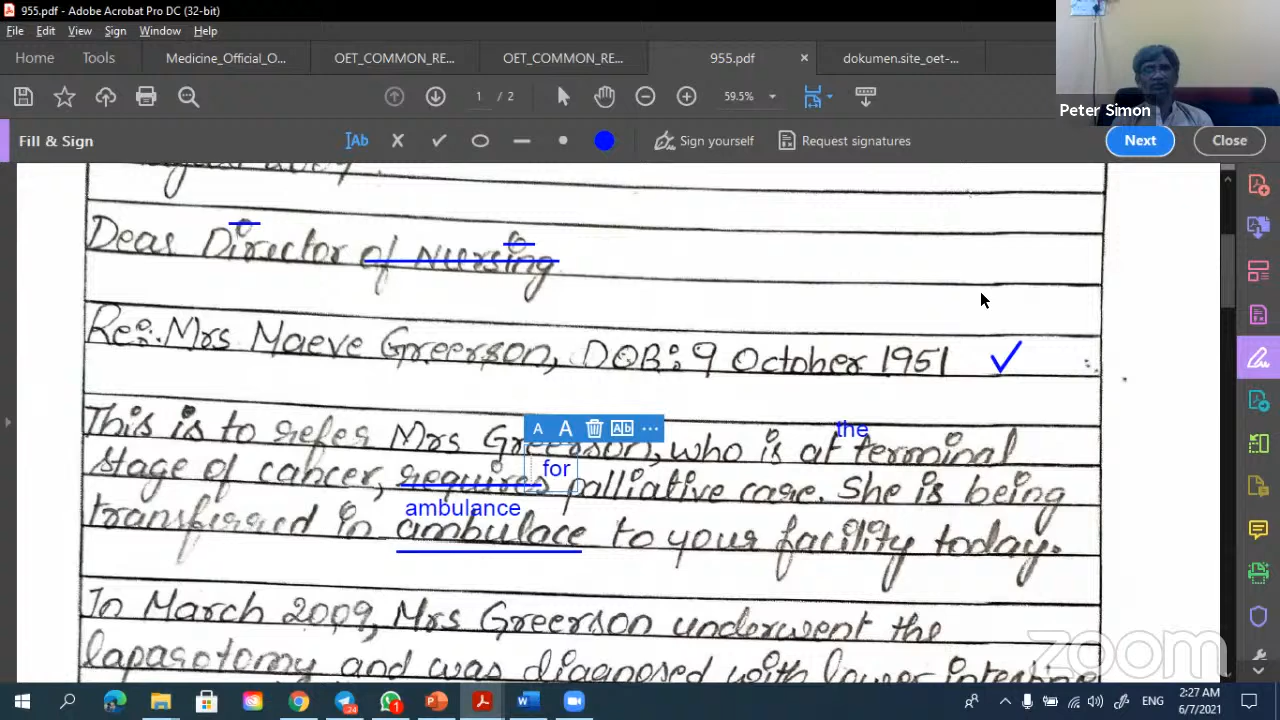 955.pdf - Adobe Acrobat Pro DC (32-bit)
File Edit View Sign Window Help
Home Tools Medicine_Official_O... OET_COMMON_RE... OET_COMMON_RE... 955.pdf × dokumen.site_oet-...
1 / 2 59.5%
Peter Simon
Fill & Sign Ab Sign yourself Request signatures Next Close
Dear Director of Nursing
Re: Mrs Maeve Greerson, DOB: 9 October 1951
the
This is to refer Mrs Greerson, who is at terminal
for
stage of cancer, requires palliative care. She is being
ambulance
transferred in ambulace to your facility today.
In March 2009, Mrs Greerson underwent the
laparotomy and was diagnosed with lower
zoom
ENG
2:27 AM
6/7/2021